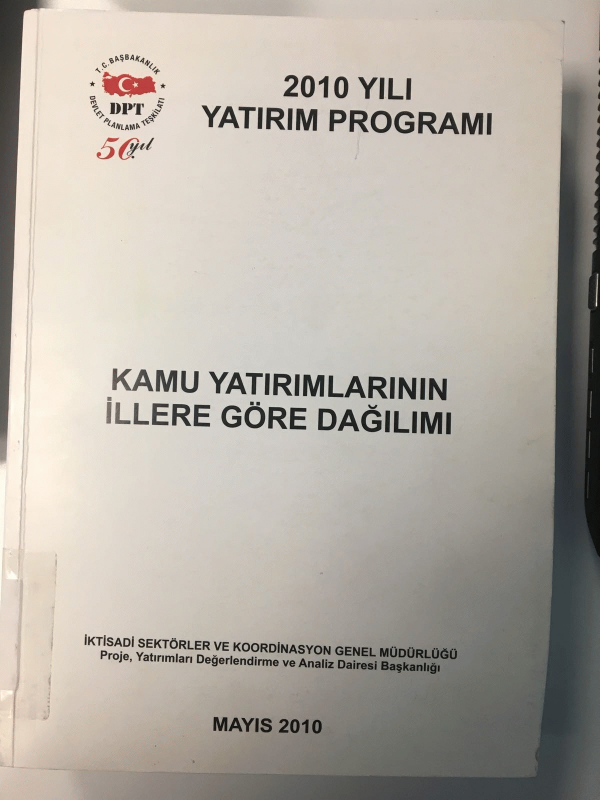 T.C. BAŞBAKANLIK
DPT
DEVLET PLANLAMA TEŞKİLATI
50.yıl
2010 YILI
YATIRIM PROGRAMI
KAMU YATIRIMLARININ
İLLERE GÖRE DAĞILIMI
İKTİSADİ SEKTÖRLER VE KOORDİNASYON GENEL MÜDÜRLÜĞÜ
Proje, Yatırımları Değerlendirme ve Analiz Dairesi Başkanlığı
MAYIS 2010